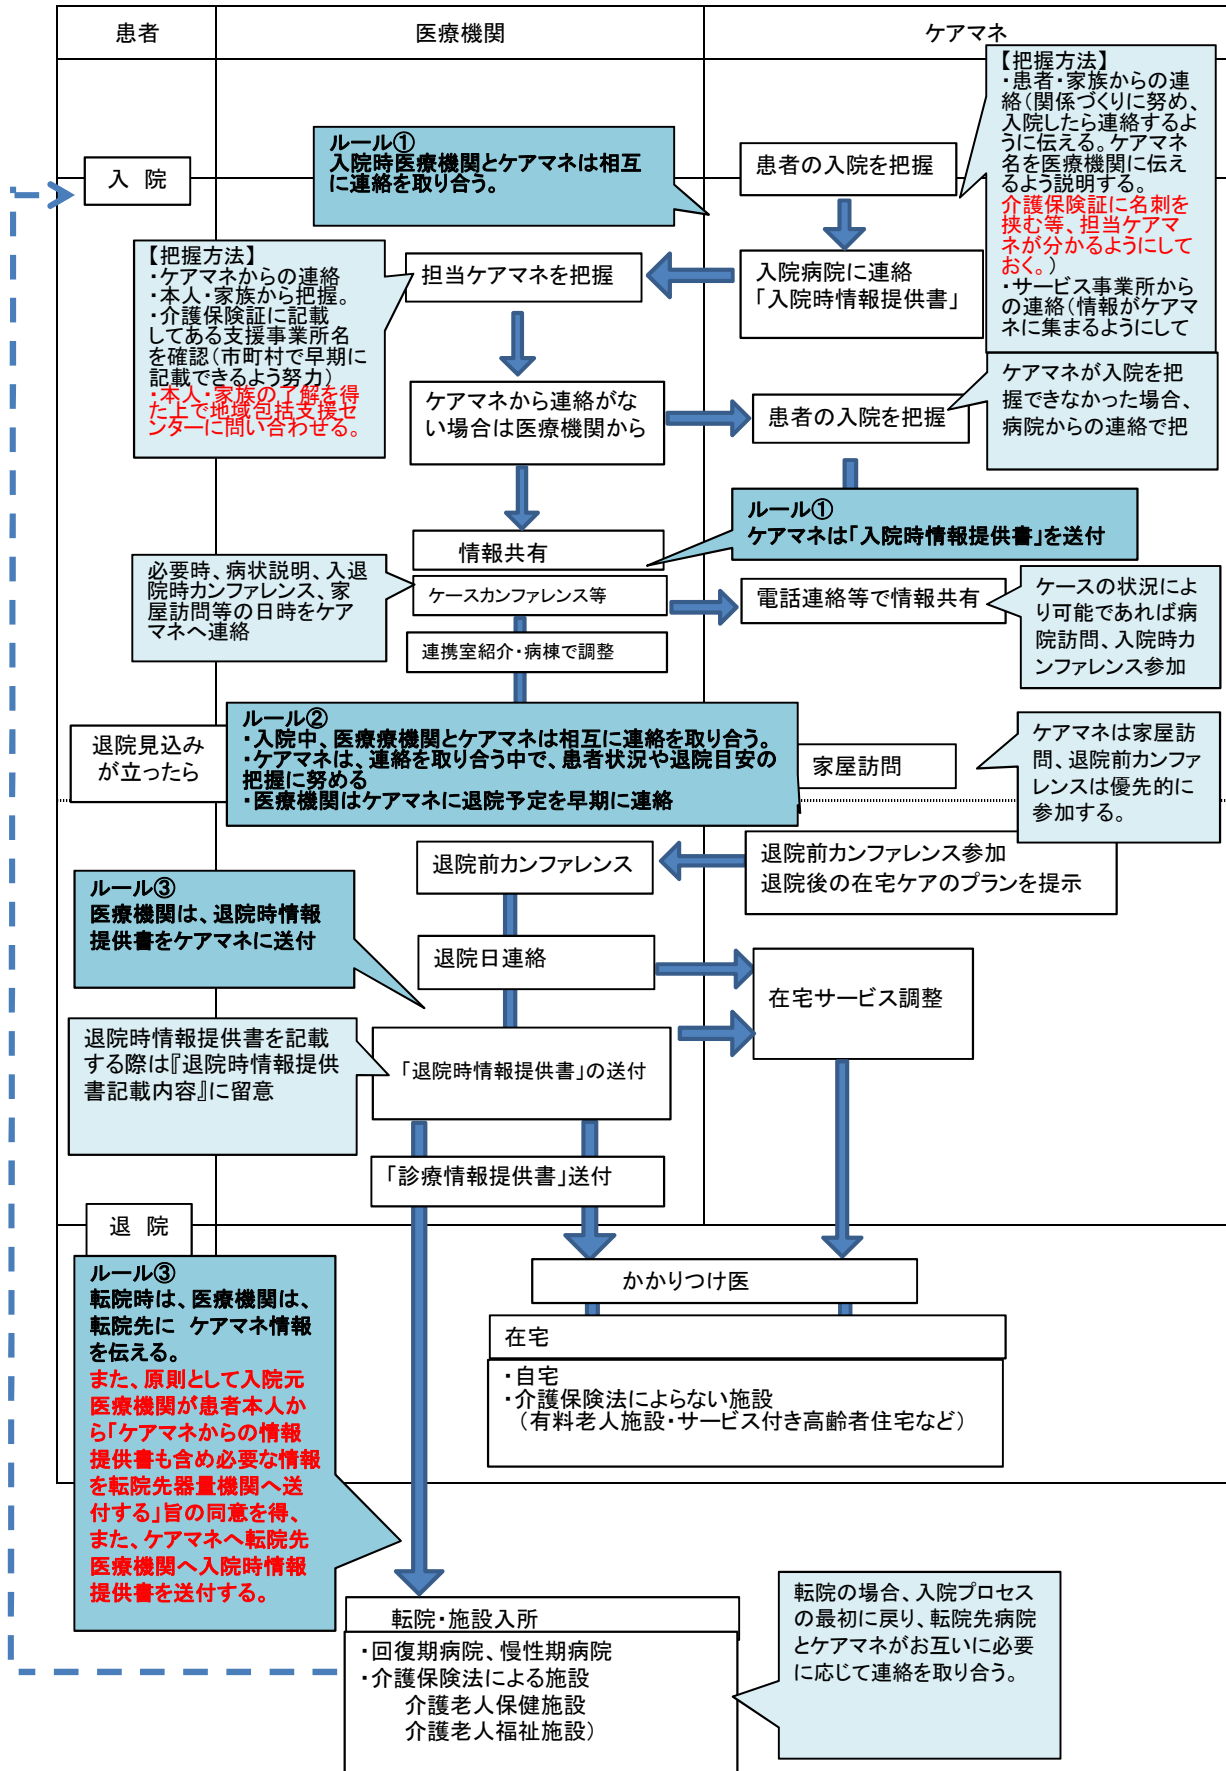 患者
医療機関
ケアマネ
【把握方法】
・患者・家族からの連
絡(関係づくりに努め、
入院したら連絡するよ
うに伝える。ケアマネ
名を医療機関に伝え
るよう説明する。
介護保険証に名刺を
挟む等、担当ケアマ
ネが分かるようにして
おく。)
・サービス事業所から
の連絡(情報がケアマ
ネに集まるようにして
ルール①
入院時医療機関とケアマネは相互
に連絡を取り合う。
患者の入院を把握
入 院
【把握方法】
・ケアマネからの連絡
・本人・家族から把握。
・介護保険証に記載
してある支援事業所名
を確認(市町村で早期に
記載できるよう努力)
・本人・家族の了解を得
た上で地域包括支援セ
ンターに問い合わせる。
担当ケアマネを把握
入院病院に連絡
「入院時情報提供書」
ケアマネから連絡がな
い場合は医療機関から
患者の入院を把握
ケアマネが入院を把
握できなかった場合、
病院からの連絡で把
ルール①
ケアマネは「入院時情報提供書」を送付
情報共有
必要時、病状説明、入退
院時カンファレンス、家
屋訪問等の日時をケア
マネへ連絡
ケースカンファレンス等
電話連絡等で情報共有
ケースの状況によ
り可能であれば病
院訪問、入院時カ
ンファレンス参加
連携室紹介・病棟で調整
退院見込み
が立ったら
ルール②
・入院中、医療療機関とケアマネは相互に連絡を取り合う。
・ケアマネは、連絡を取り合う中で、患者状況や退院目安の
把握に努める
・医療機関はケアマネに退院予定を早期に連絡
家屋訪問
ケアマネは家屋訪
問、退院前カンファ
レンスは優先的に
参加する。
退院前カンファレンス
退院前カンファレンス参加
退院後の在宅ケアのプランを提示
ルール③
医療機関は、退院時情報
提供書をケアマネに送付
退院日連絡
在宅サービス調整
退院時情報提供書を記載
する際は『退院時情報提供
書記載内容』に留意
「退院時情報提供書」の送付
「診療情報提供書」送付
退 院
ルール③
転院時は、医療機関は、
転院先に ケアマネ情報
を伝える。
また、原則として入院元
医療機関が患者本人か
ら「ケアマネからの情報
提供書も含め必要な情報
を転院先器量機関へ送
付する」旨の同意を得、
また、ケアマネへ転院先
医療機関へ入院時情報
提供書を送付する。
かかりつけ医
在宅
・自宅
・介護保険法によらない施設
(有料老人施設・サービス付き高齢者住宅など)
転院・施設入所
・回復期病院、慢性期病院
・介護保険法による施設
介護老人保健施設
介護老人福祉施設)
転院の場合、入院プロセス
の最初に戻り、転院先病院
とケアマネがお互いに必要
に応じて連絡を取り合う。